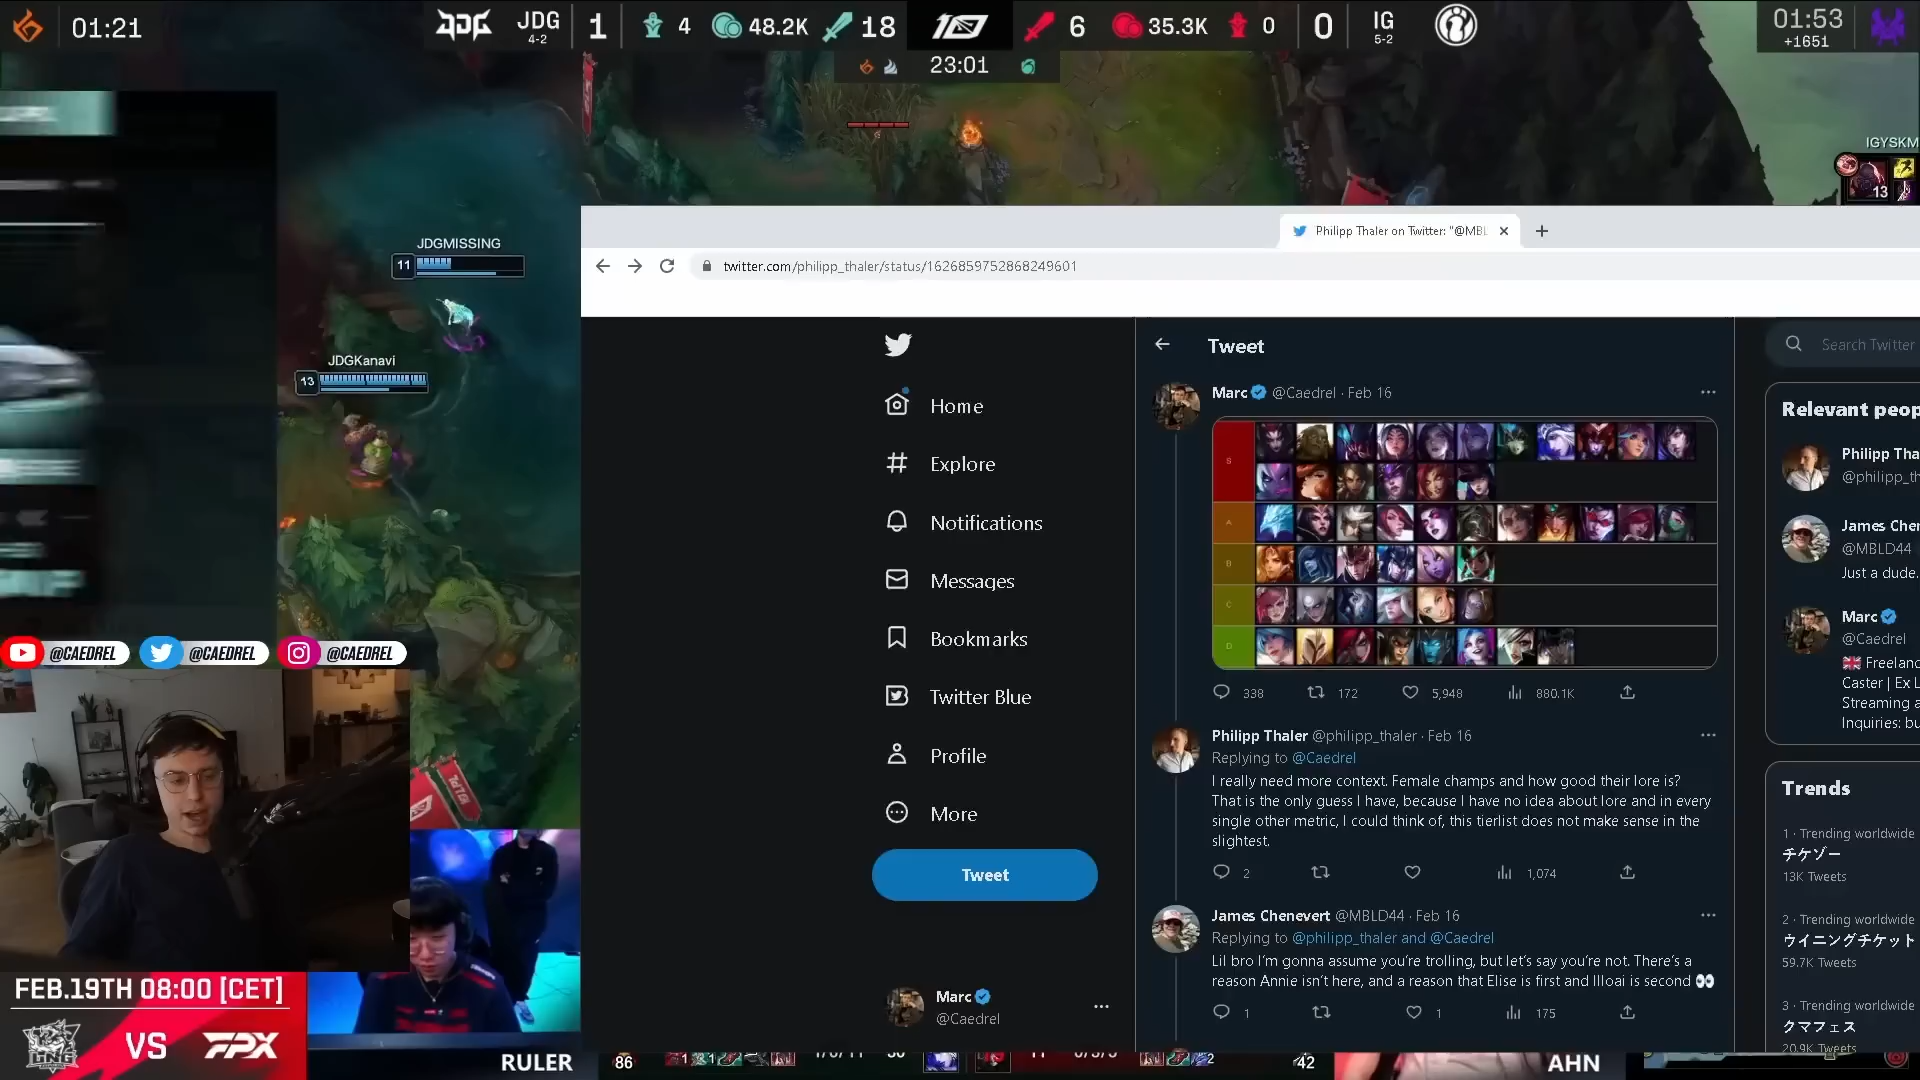 01:21
JDG
4-2
1
4
48.2K
18
6
35.3K
0
0
IG
5-2
01:53
+1651
23:01
IGYSKM
13
JDGMISSING
11
JDGKanavi
13
Philipp Thaler on Twitter: "@MBL
twitter.com/philipp_thaler/status/1626859752868249601
Home
Explore
Notifications
Messages
Bookmarks
Twitter Blue
Profile
More
Tweet
Marc
@Caedrel
Tweet
Marc @Caedrel · Feb 16
S
A
B
C
D
338
172
5,948
880.1K
Philipp Thaler @philipp_thaler · Feb 16
Replying to @Caedrel
I really need more context. Female champs and how good their lore is?
That is the only guess I have, because I have no idea about lore and in every
single other metric, I could think of, this tierlist does not make sense in the
slightest.
2
1,074
James Chenevert @MBLD44 · Feb 16
Replying to @philipp_thaler and @Caedrel
Lil bro I'm gonna assume you're trolling, but let's say you're not. There's a
reason Annie isn't here, and a reason that Elise is first and Illoai is second 👀
1
1
175
Search Twitter
Relevant peop
Philipp Tha
@philipp_th
James Cher
@MBLD44
Just a dude.
Marc
@Caedrel
🇬🇧 Freelanc
Caster | Ex L
Streaming a
Inquiries: bu
Trends
1 · Trending worldwide
チケゾー
13K Tweets
2 · Trending worldwide
ウイニングチケット
59.7K Tweets
3 · Trending worldwide
クマフェス
20.9K Tweets
@CAEDREL
@CAEDREL
@CAEDREL
FEB.19TH 08:00 [CET]
LNG
VS
FPX
RULER
86
42
AHN